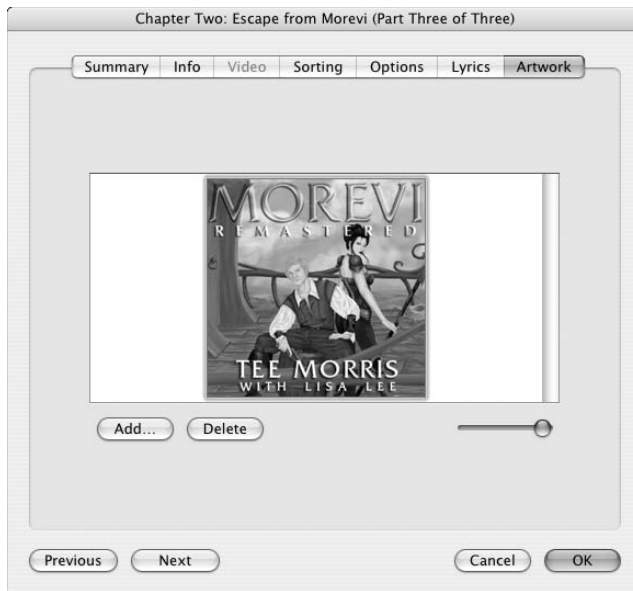 Chapter Two: Escape from Morevi (Part Three of Three)
Summary Info Video Sorting Options Lyrics Artwork
MOREVI
REMASTERED
TEE MORRIS
WITH LISA LEE
Add... Delete
Previous Next Cancel OK